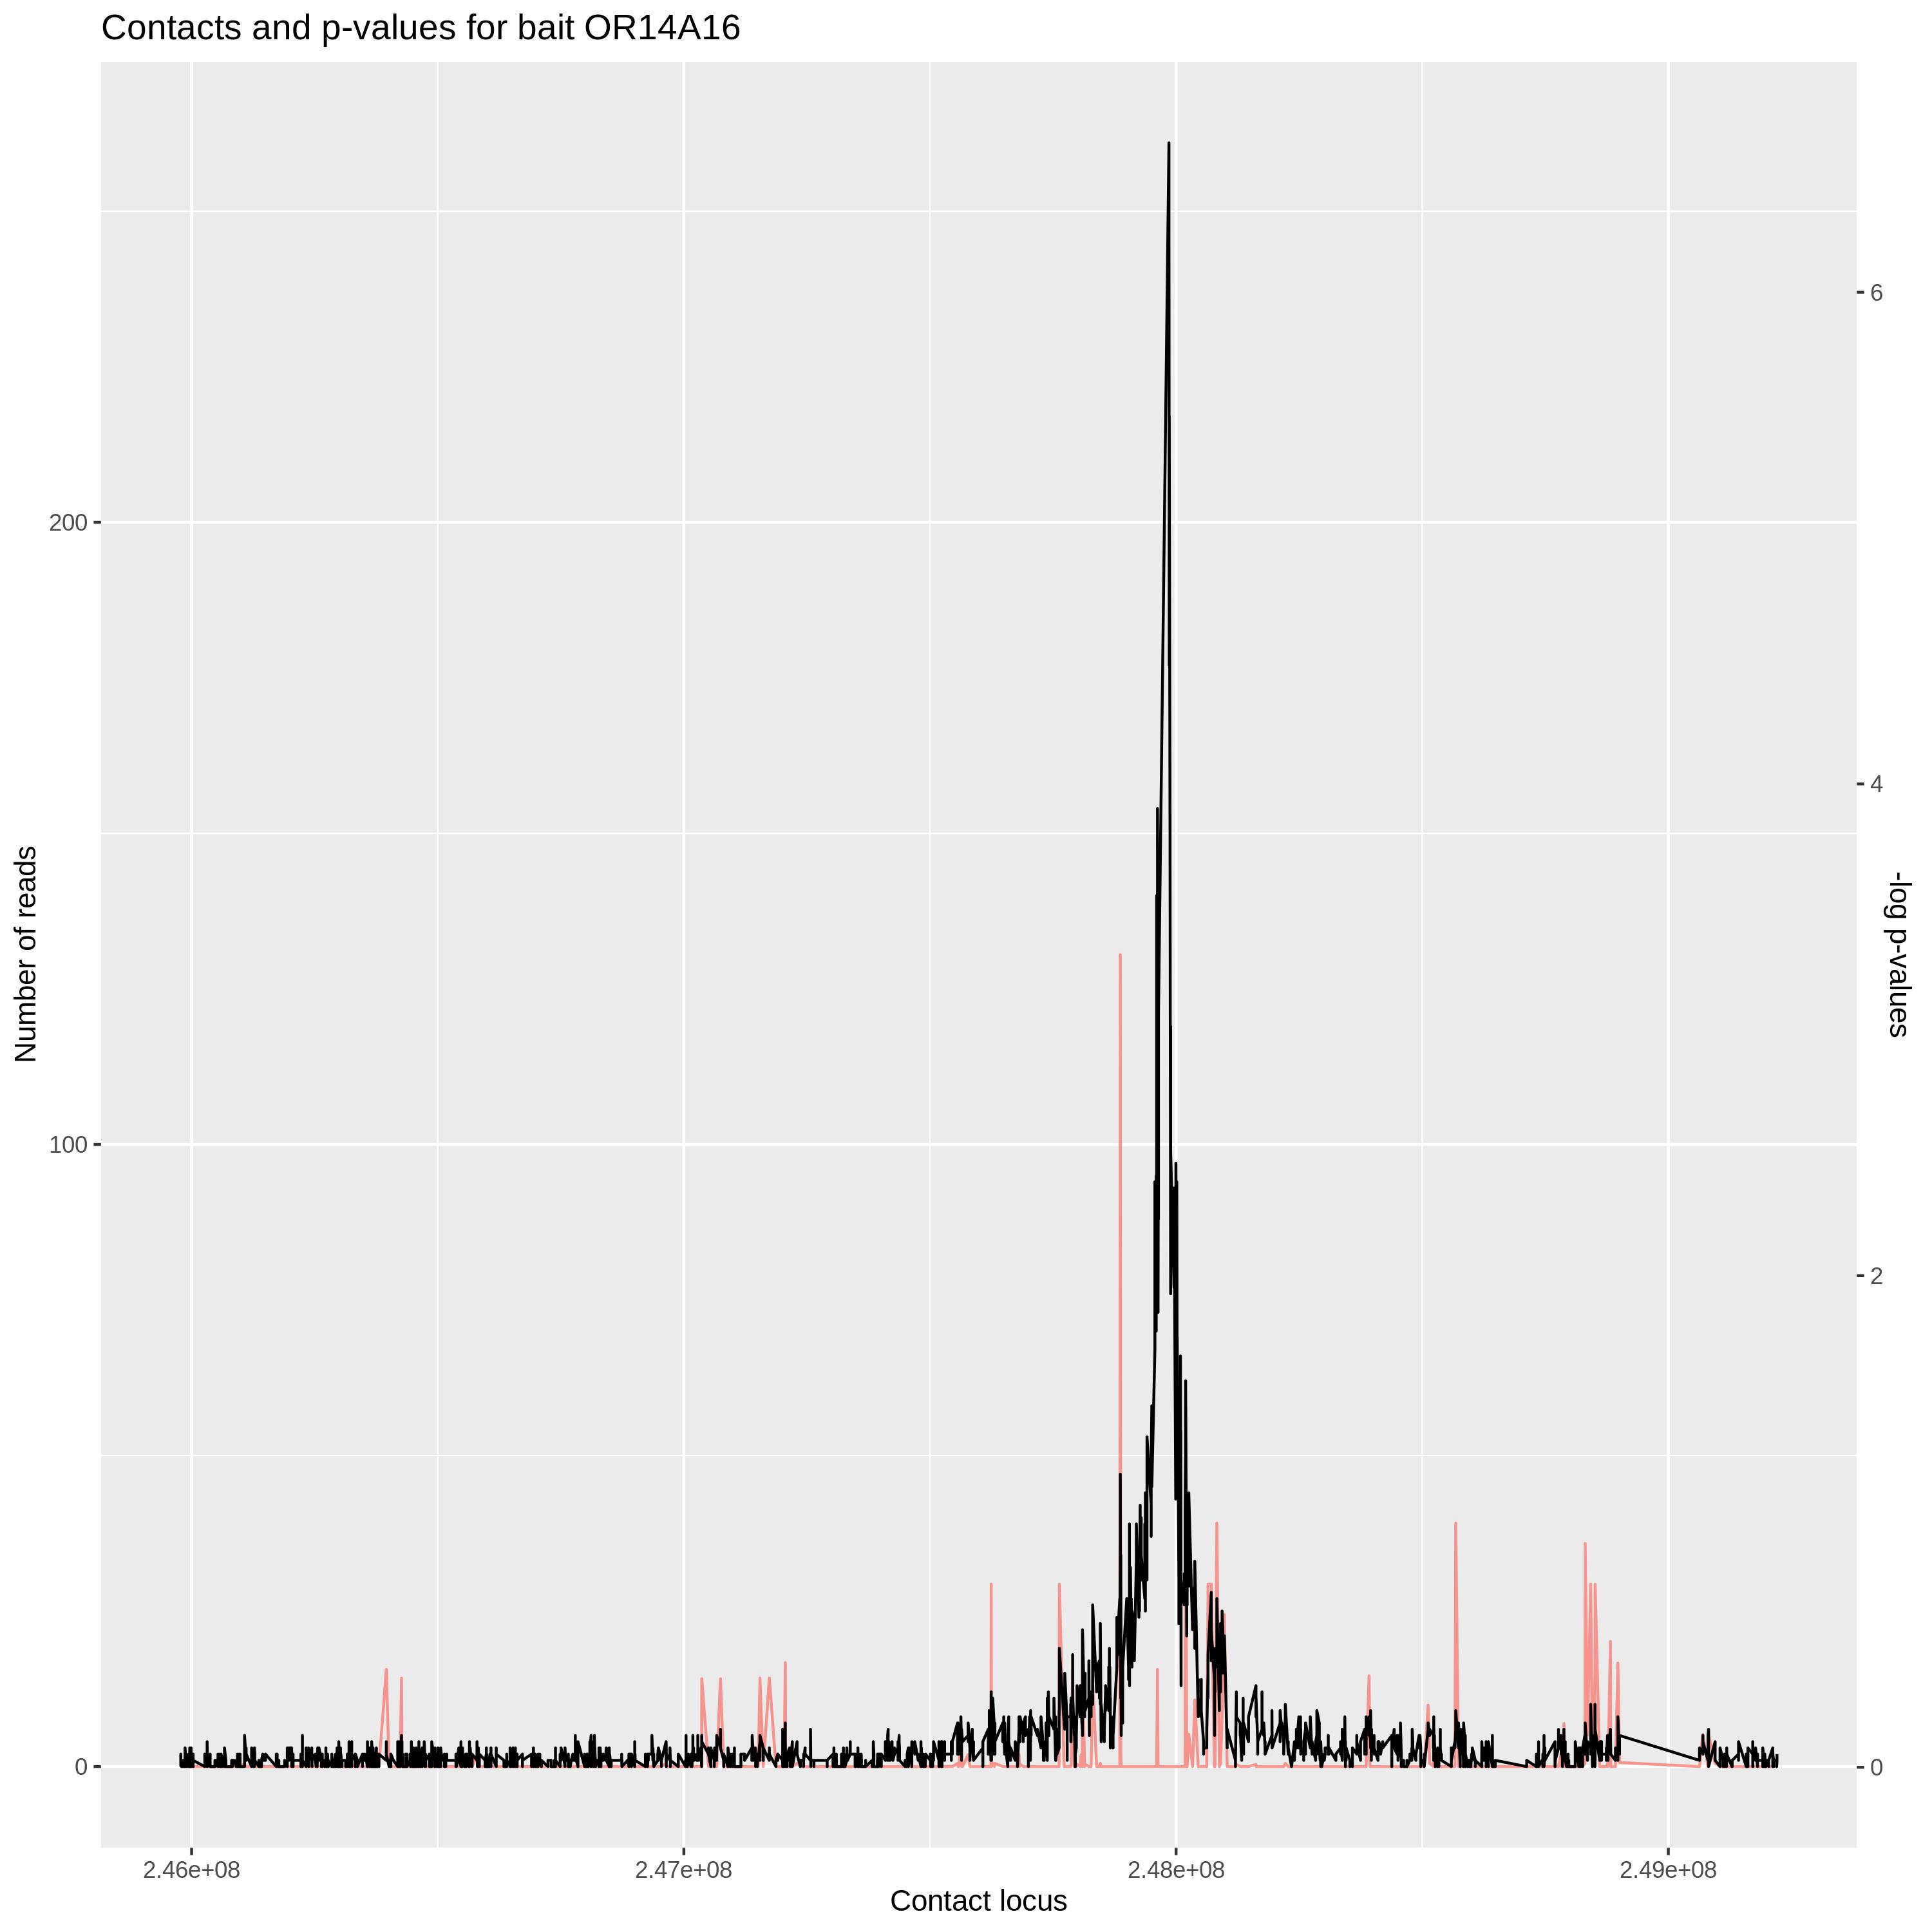 Contacts and p-values for bait OR14A16
Number of reads
200
100
0
6
4
2
0
-log p-values
2.46e+08
2.47e+08
2.48e+08
2.49e+08
Contact locus